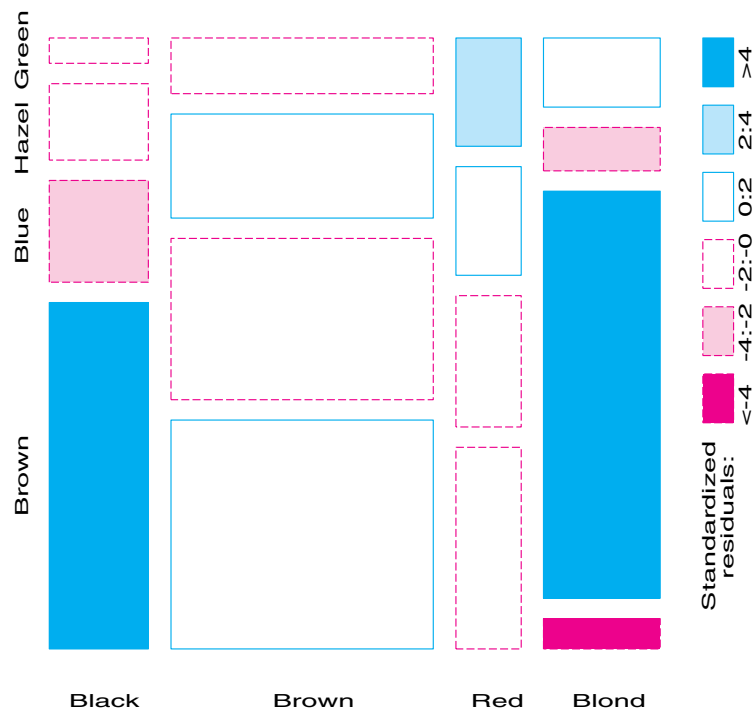 Green
Hazel
Blue
Brown
Black
Brown
Red
Blond
Standardized
residuals:
<-4
-4:-2
-2:-0
0:2
2:4
>4